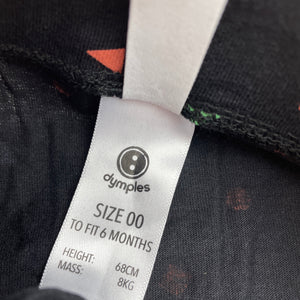 dymples
SIZE 00
TO FIT 6 MONTHS
HEIGHT: 68CM
MASS: 8KG